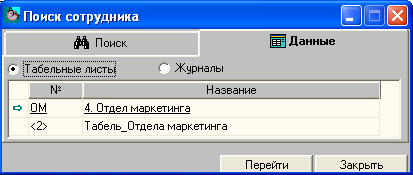 Поиск сотрудника
Поиск Данные
Табельные листы Журналы
№ Название
ОМ 4. Отдел маркетинга
<2> Табель_Отдела маркетинга
Перейти Закрыть